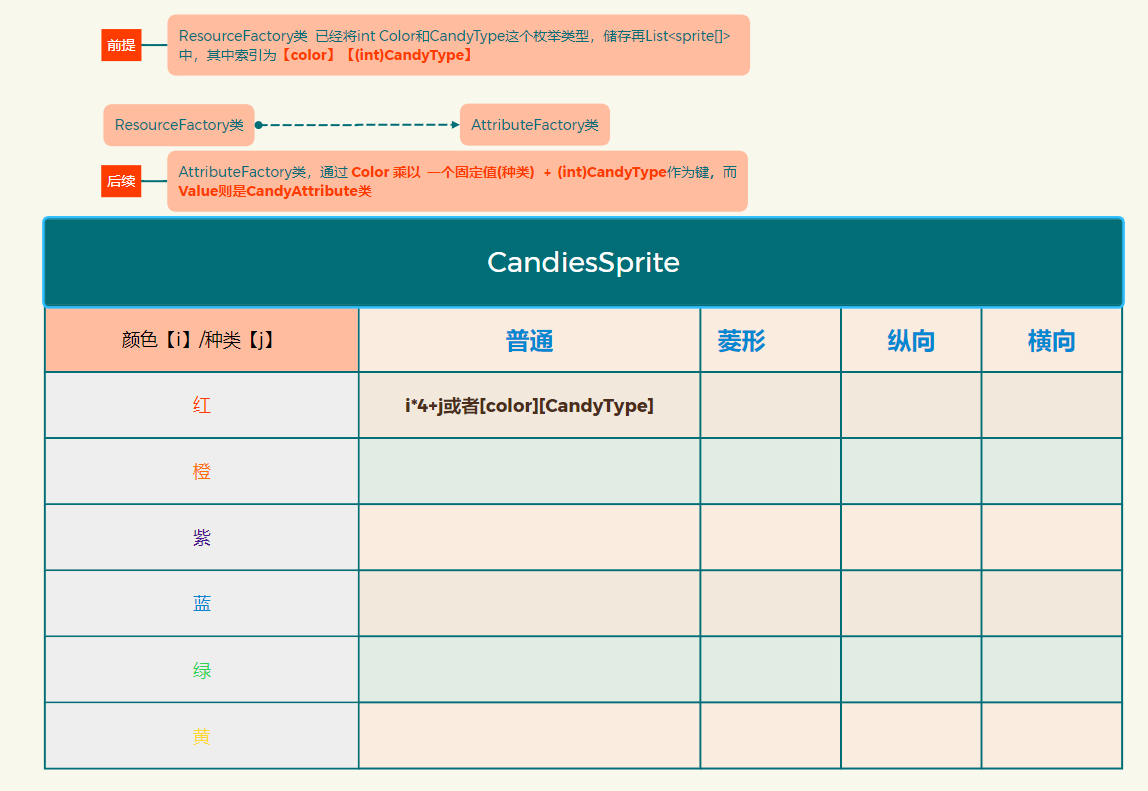 前提
ResourceFactory类 已经将int Color和CandyType这个枚举类型，储存再List<sprite[]>
中，其中索引为【color】【(int)CandyType】
ResourceFactory类
AttributeFactory类
后续
AttributeFactory类，通过 Color 乘以 一个固定值(种类) + (int)CandyType作为键，而
Value则是CandyAttribute类
CandiesSprite
颜色【i】/种类【j】 普通 菱形 纵向 横向
红 i*4+j或者[color][CandyType]
橙
紫
蓝
绿
黄